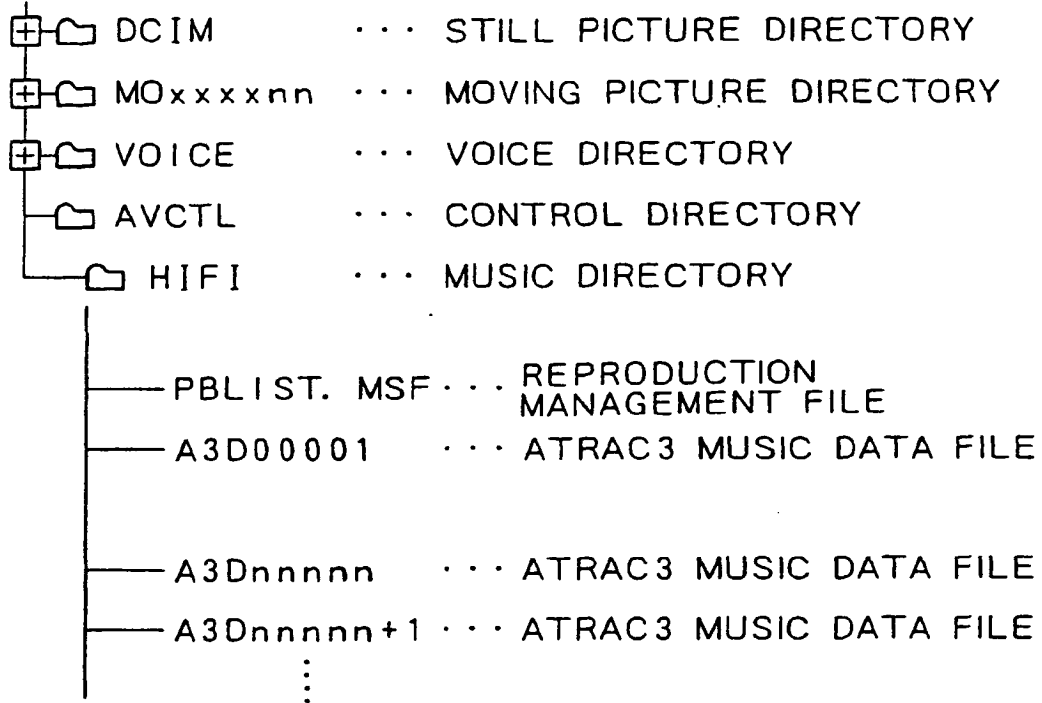 DCIM ··· STILL PICTURE DIRECTORY
MOxxxxnn ··· MOVING PICTURE DIRECTORY
VOICE ··· VOICE DIRECTORY
AVCTL ··· CONTROL DIRECTORY
HIFI ··· MUSIC DIRECTORY
PBLIST. MSF ··· REPRODUCTION
MANAGEMENT FILE
A3D00001 ··· ATRAC3 MUSIC DATA FILE
A3Dnnnnn ··· ATRAC3 MUSIC DATA FILE
A3Dnnnnn+1 ··· ATRAC3 MUSIC DATA FILE